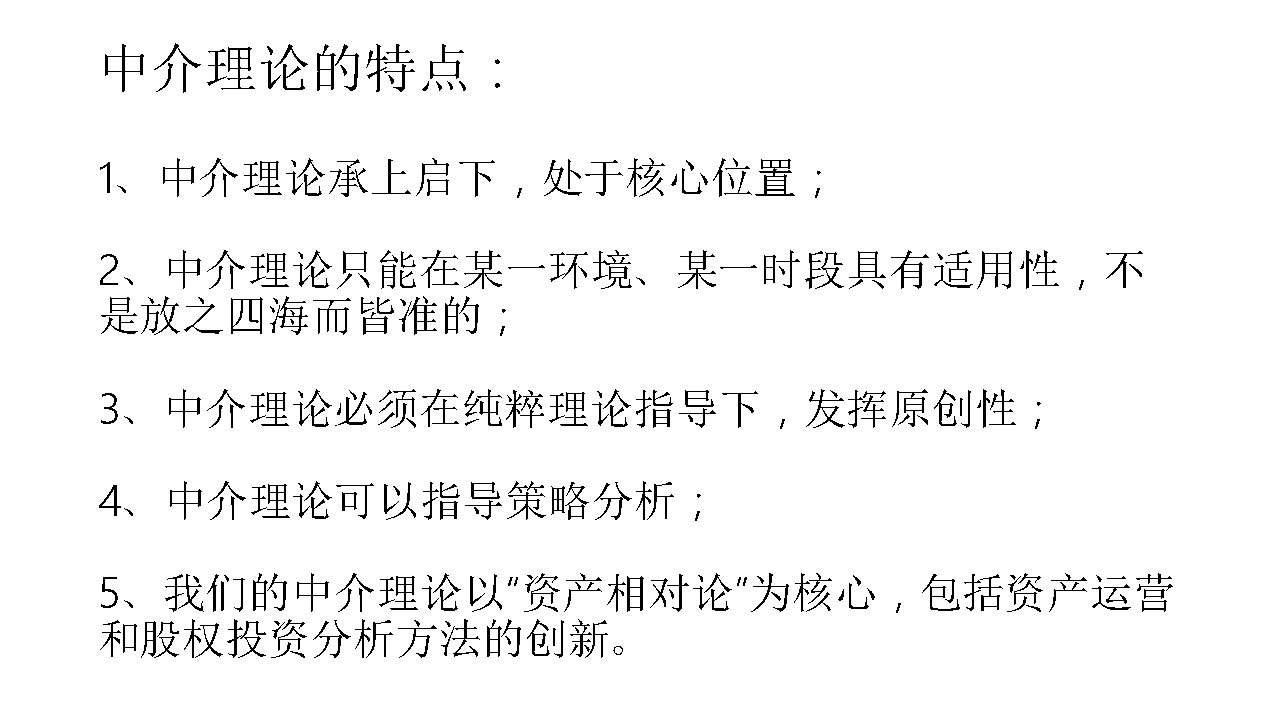 中介理论的特点：
1、中介理论承上启下，处于核心位置；
2、中介理论只能在某一环境、某一时段具有适用性，不
是放之四海而皆准的；
3、中介理论必须在纯粹理论指导下，发挥原创性；
4、中介理论可以指导策略分析；
5、我们的中介理论以“资产相对论”为核心，包括资产运营
和股权投资分析方法的创新。